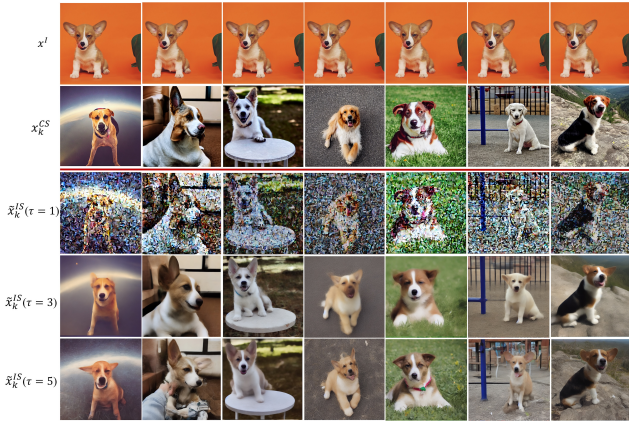 x^I
x_k^{CS}
x̃_k^{IS}(τ = 1)
x̃_k^{IS}(τ = 3)
x̃_k^{IS}(τ = 5)